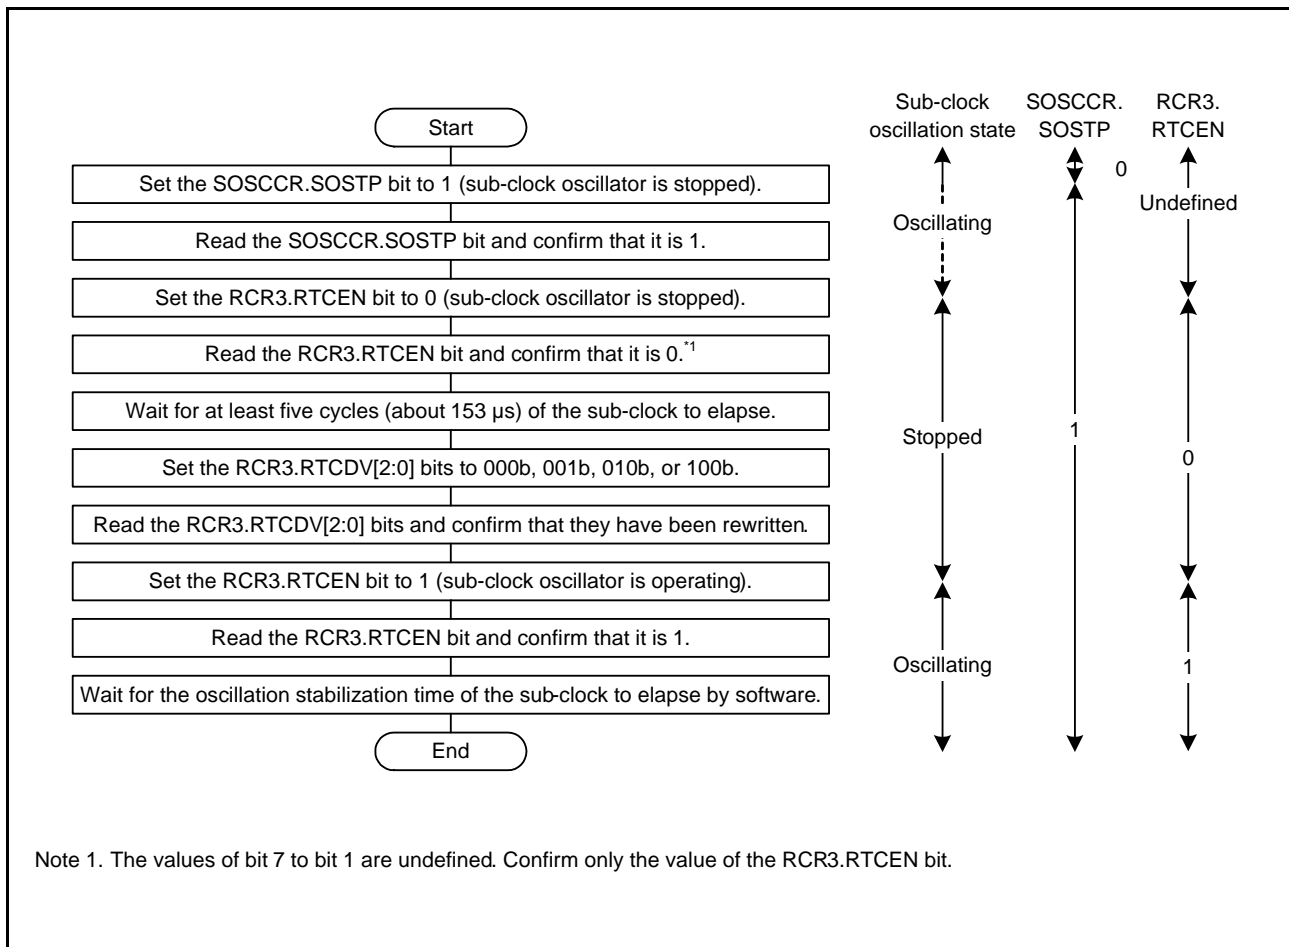 Start
Set the SOSCCR.SOSTP bit to 1 (sub-clock oscillator is stopped).
Read the SOSCCR.SOSTP bit and confirm that it is 1.
Set the RCR3.RTCEN bit to 0 (sub-clock oscillator is stopped).
Read the RCR3.RTCEN bit and confirm that it is 0.*1
Wait for at least five cycles (about 153 µs) of the sub-clock to elapse.
Set the RCR3.RTCDV[2:0] bits to 000b, 001b, 010b, or 100b.
Read the RCR3.RTCDV[2:0] bits and confirm that they have been rewritten.
Set the RCR3.RTCEN bit to 1 (sub-clock oscillator is operating).
Read the RCR3.RTCEN bit and confirm that it is 1.
Wait for the oscillation stabilization time of the sub-clock to elapse by software.
End
Sub-clock
oscillation state
Oscillating
Stopped
Oscillating
SOSCCR.
SOSTP
0
1
RCR3.
RTCEN
Undefined
0
1
Note 1. The values of bit 7 to bit 1 are undefined. Confirm only the value of the RCR3.RTCEN bit.